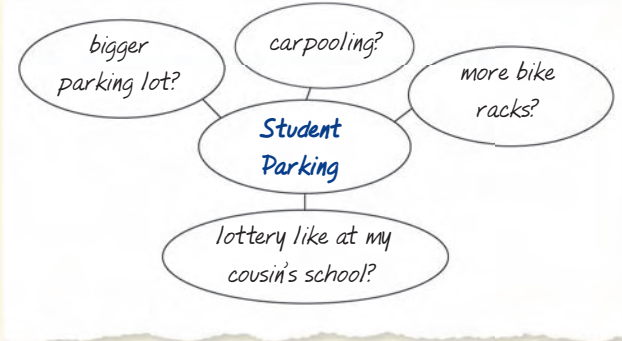 bigger
parking lot?
carpooling?
more bike
racks?
Student
Parking
lottery like at my
cousin's school?